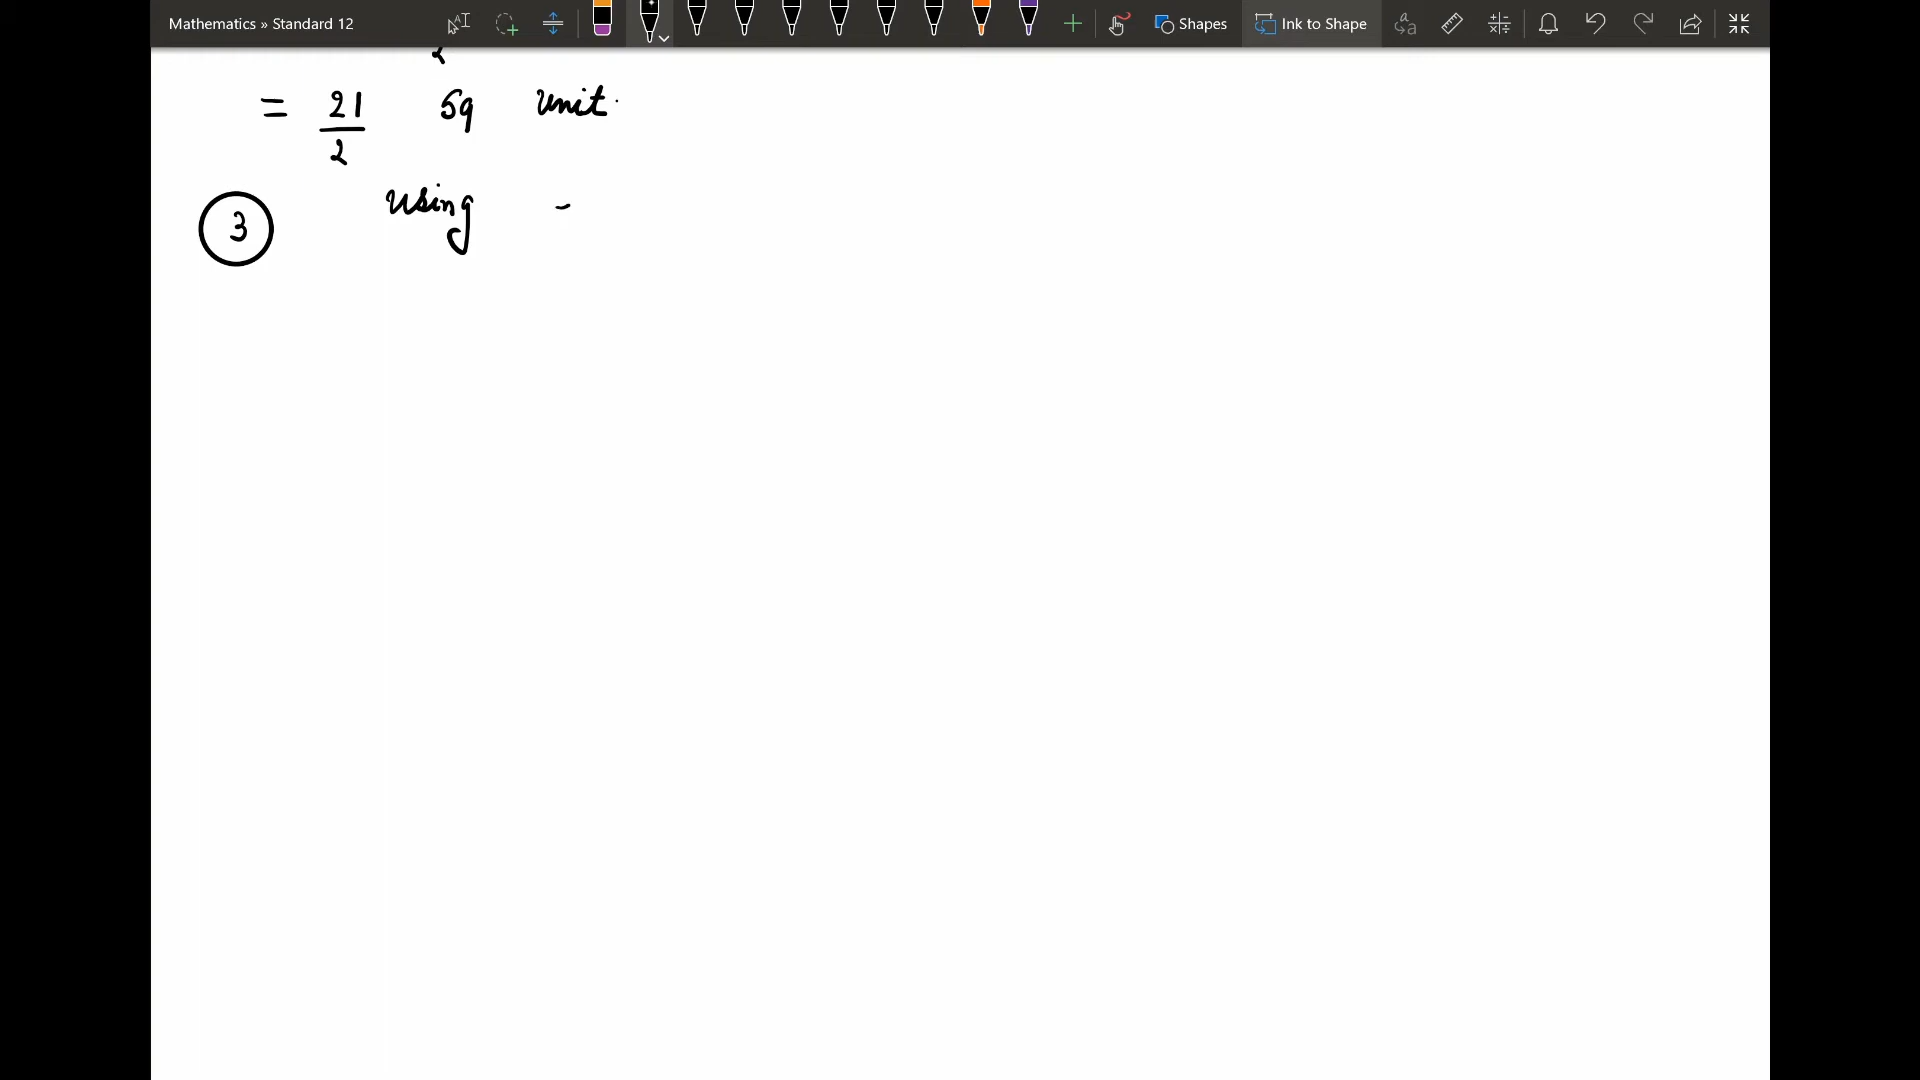 Mathematics » Standard 12
Shapes
Ink to Shape
= 21/2 Sq unit.
3 Using -